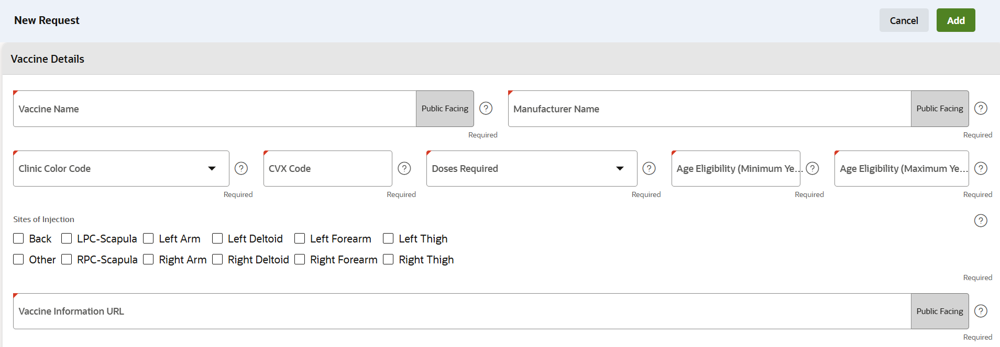 New Request
Cancel
Add
Vaccine Details
Vaccine Name
Public Facing
?
Manufacturer Name
Public Facing
?
Required
Required
Clinic Color Code
?
CVX Code
?
Doses Required
?
Age Eligibility (Minimum Ye...
?
Age Eligibility (Maximum Ye...
?
Required
Required
Required
Required
Required
Sites of Injection
?
Back
LPC-Scapula
Left Arm
Left Deltoid
Left Forearm
Left Thigh
Other
RPC-Scapula
Right Arm
Right Deltoid
Right Forearm
Right Thigh
Required
Vaccine Information URL
Public Facing
?
Required